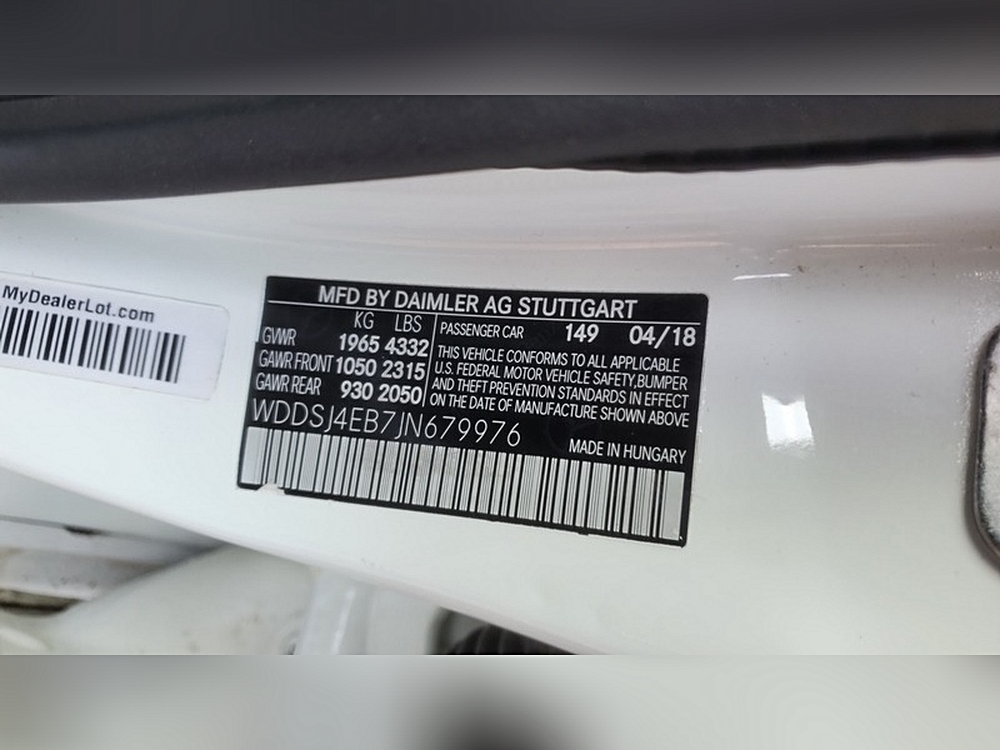 MyDealerLot.com
MFD BY DAIMLER AG STUTTGART
KG LBS
GVWR 1965 4332
GAWR FRONT 1050 2315
GAWR REAR 930 2050
PASSENGER CAR 149 04/18
THIS VEHICLE CONFORMS TO ALL APPLICABLE
U.S. FEDERAL MOTOR VEHICLE SAFETY, BUMPER
AND THEFT PREVENTION STANDARDS IN EFFECT
ON THE DATE OF MANUFACTURE SHOWN ABOVE
WDDSJ4EB7JN679976
MADE IN HUNGARY